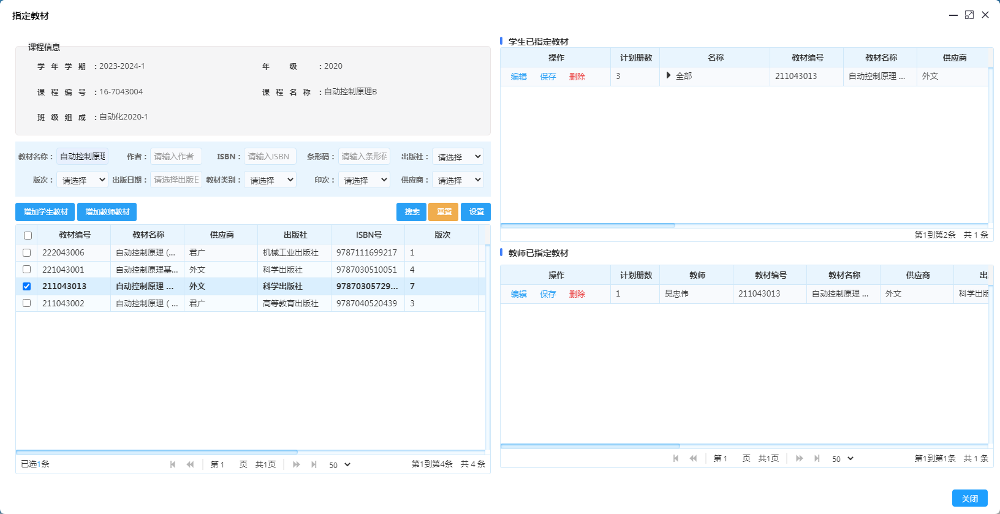 指定教材
课程信息
学年学期：2023-2024-1 年级：2020
课程编号：16-7043004 课程名称：自动控制原理B
班级组成：自动化2020-1
教材名称： 自动控制原理 作者： 请输入作者 ISBN： 请输入ISBN 条形码： 请输入条形码 出版社： 请选择
版次： 请选择 出版日期： 请选择出版日 教材类别： 请选择 印次： 请选择 供应商： 请选择
增加学生教材 增加教师教材 搜索 重置 设置
教材编号 教材名称 供应商 出版社 ISBN号 版次
222043006 自动控制原理 (... 君广 机械工业出版社 9787111699217 1
221043001 自动控制原理基... 外文 科学出版社 9787030510051 4
211043013 自动控制原理 ... 外文 科学出版社 97870305729... 7
211043002 自动控制原理（... 君广 高等教育出版社 9787040520439 3
已选1条 第 1 页 共1页 50 第1到第4条 共 4 条
学生已指定教材
操作 计划册数 名称 教材编号 教材名称 供应商
编辑 保存 删除 3 全部 211043013 自动控制原理 ... 外文
第1到第2条 共 1 条
教师已指定教材
操作 计划册数 教师 教材编号 教材名称 供应商 出
编辑 保存 删除 1 吴忠伟 211043013 自动控制原理 ... 外文 科学出版
第 1 页 共1页 50 第1到第1条 共 1 条
关闭